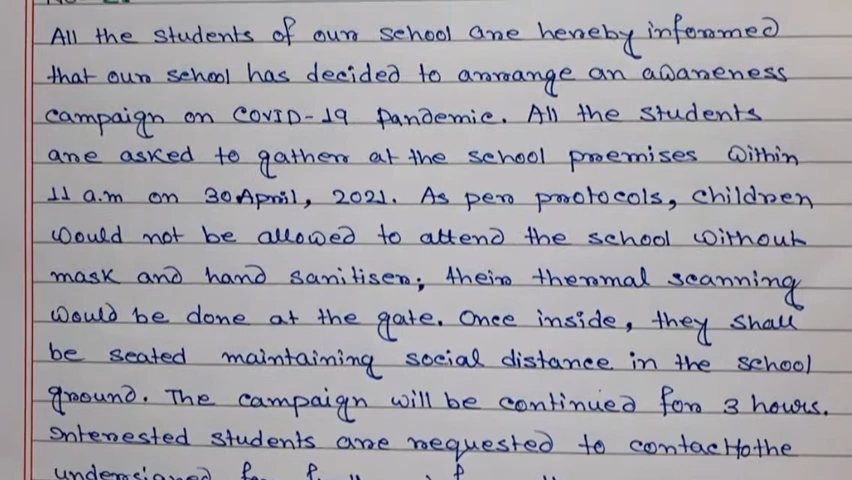 All the students of our school are hereby informed
that our school has decided to arrange an awareness
campaign on COVID-19 Pandemic. All the students
are asked to gather at the school premises within
11 a.m on 30 April, 2021. As per protocols, children
would not be allowed to attend the school without
mask and hand sanitiser; their thermal scanning
would be done at the gate. Once inside, they shall
be seated maintaining social distance in the school
ground. The campaign will be continued for 3 hours.
Interested students are requested to contact to the
undersigned for